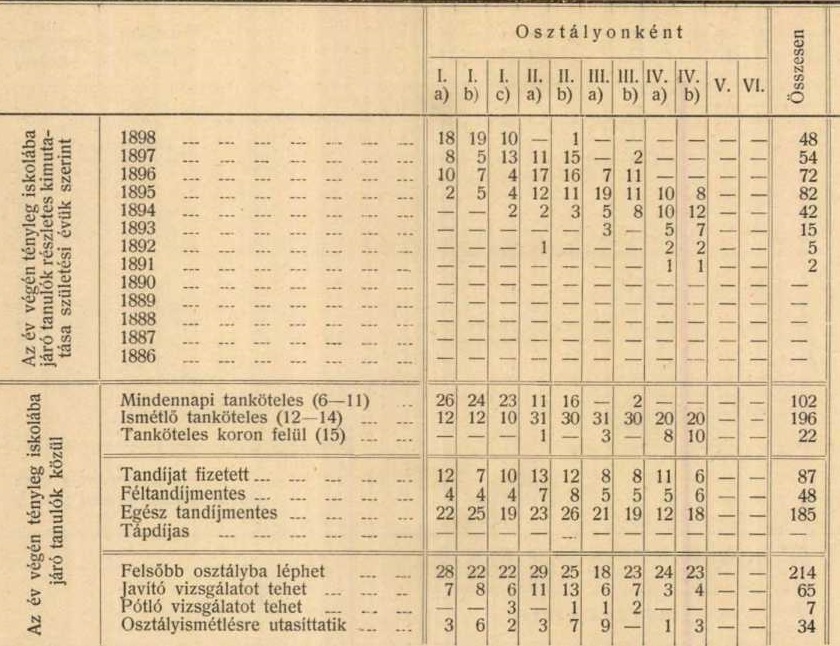 Osztályonként
Összesen
I. a) I. b) I. c) II. a) II. b) III. a) III. b) IV. a) IV. b) V. VI.
Az év végén tényleg iskolába
járó tanulók részletes kimuta-
tása születési évük szerint
1898 18 19 10 — 1 — — — — — — 48
1897 8 5 13 11 15 — 2 — — — — 54
1896 10 7 4 17 16 7 11 — — — — 72
1895 2 5 4 12 11 19 11 10 8 — — 82
1894 — — 2 2 3 5 8 10 12 — — 42
1893 — — — — — 3 — 5 7 — — 15
1892 — — — 1 — — — 2 2 — — 5
1891 — — — — — — — 1 1 — — 2
1890 — — — — — — — — — — — —
1889 — — — — — — — — — — — —
1888 — — — — — — — — — — — —
1887 — — — — — — — — — — — —
1886 — — — — — — — — — — — —
Az év végén tényleg iskolába
járó tanulók közül
Mindennapi tanköteles (6—11) 26 24 23 11 16 — 2 — — — — 102
Ismétlő tanköteles (12—14) 12 12 10 31 30 31 30 20 20 — — 196
Tanköteles koron felül (15) — — — 1 — 3 — 8 10 — — 22
Tandíjat fizetett 12 7 10 13 12 8 8 11 6 — — 87
Féltandíjmentes 4 4 4 7 8 5 5 5 6 — — 48
Egész tandíjmentes 22 25 19 23 26 21 19 12 18 — — 185
Tápdíjas — — — — — — — — — — — —
Felsőbb osztályba léphet 28 22 22 29 25 18 23 24 23 — — 214
Javító vizsgálatot tehet 7 8 6 11 13 6 7 3 4 — — 65
Pótló vizsgálatot tehet — — 3 — 1 1 2 — — — — 7
Osztályismétlésre utasíttatik 3 6 2 3 7 9 — 1 3 — — 34